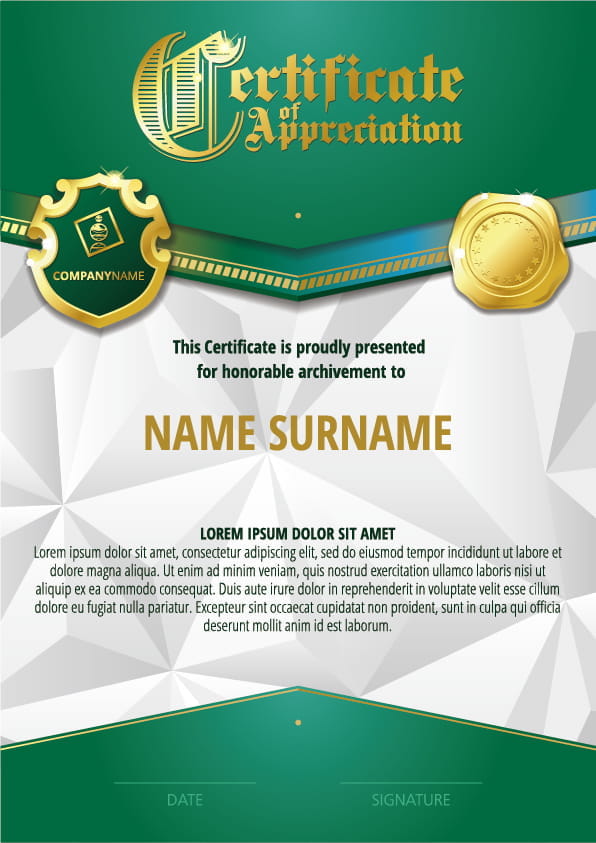 Certificate
of
Appreciation
COMPANYNAME
This Certificate is proudly presented
for honorable archivement to
NAME SURNAME
LOREM IPSUM DOLOR SIT AMET
Lorem ipsum dolor sit amet, consectetur adipiscing elit, sed do eiusmod tempor incididunt ut labore et
dolore magna aliqua. Ut enim ad minim veniam, quis nostrud exercitation ullamco laboris nisi ut
aliquip ex ea commodo consequat. Duis aute irure dolor in reprehenderit in voluptate velit esse cillum
dolore eu fugiat nulla pariatur. Excepteur sint occaecat cupidatat non proident, sunt in culpa qui officia
deserunt mollit anim id est laborum.
DATE SIGNATURE